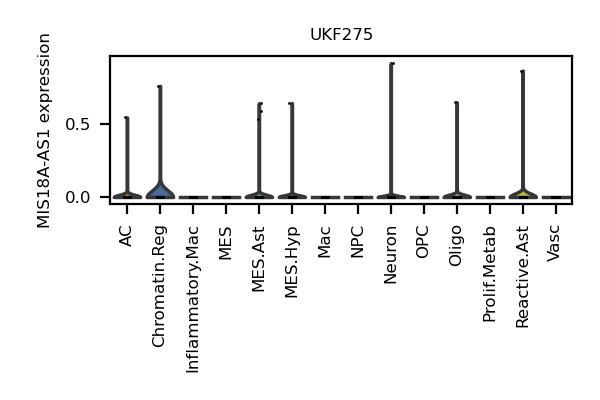 UKF275
MIS18A-AS1 expression
0.5
0.0
AC
Chromatin.Reg
Inflammatory.Mac
MES
MES.Ast
MES.Hyp
Mac
NPC
Neuron
OPC
Oligo
Prolif.Metab
Reactive.Ast
Vasc